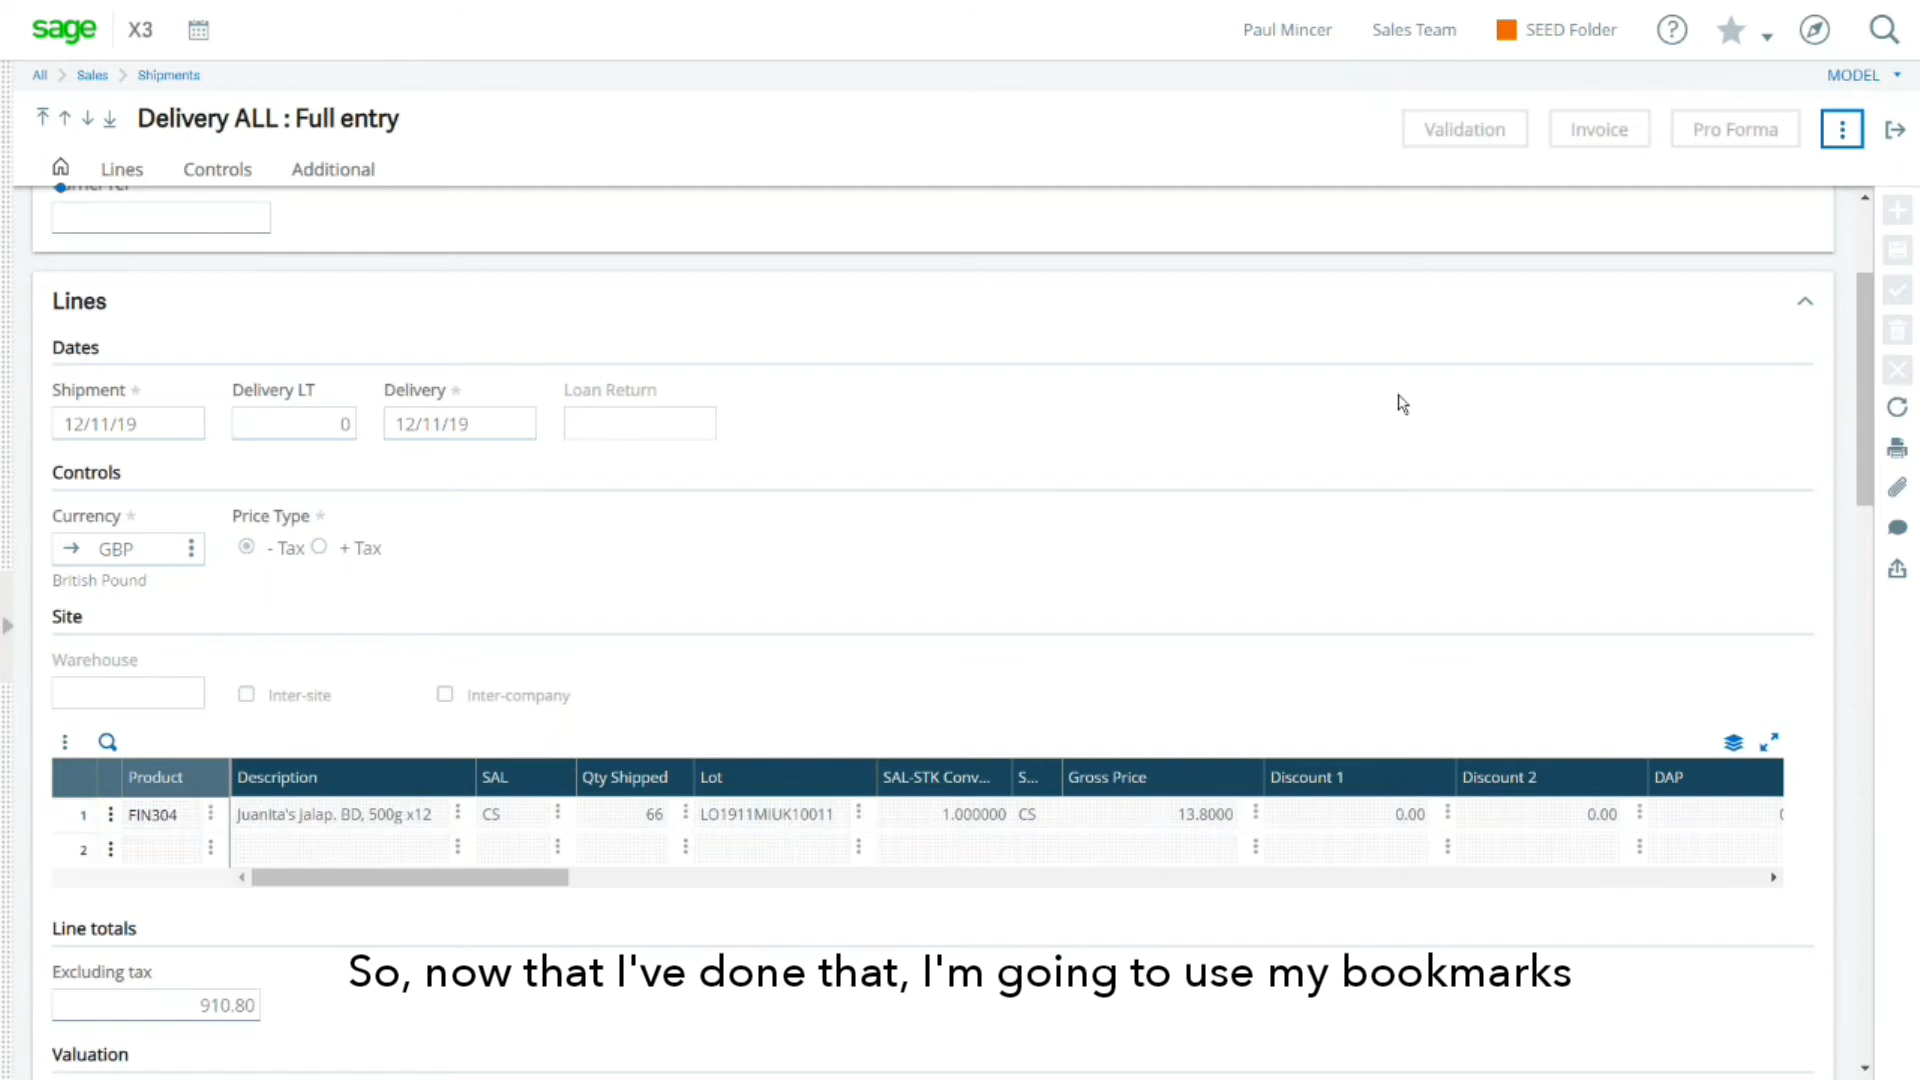 sage X3 Paul Mincer Sales Team SEED Folder
All Sales Shipments MODEL
Delivery ALL : Full entry Validation Invoice Pro Forma
Lines Controls Additional
Lines
Dates
Shipment * Delivery LT Delivery * Loan Return
12/11/19 0 12/11/19
Controls
Currency * Price Type *
GBP - Tax + Tax
British Pound
Site
Warehouse
Inter-site Inter-company
Product Description SAL Qty Shipped Lot SAL-STK Conv... S... Gross Price Discount 1 Discount 2 DAP
1 FIN304 Juanita's Jalap. BD, 500g x12 CS 66 LO1911MIUK10011 1.000000 CS 13.8000 0.00 0.00
2
Line totals
Excluding tax
So, now that I've done that, I'm going to use my bookmarks
910.80
Valuation